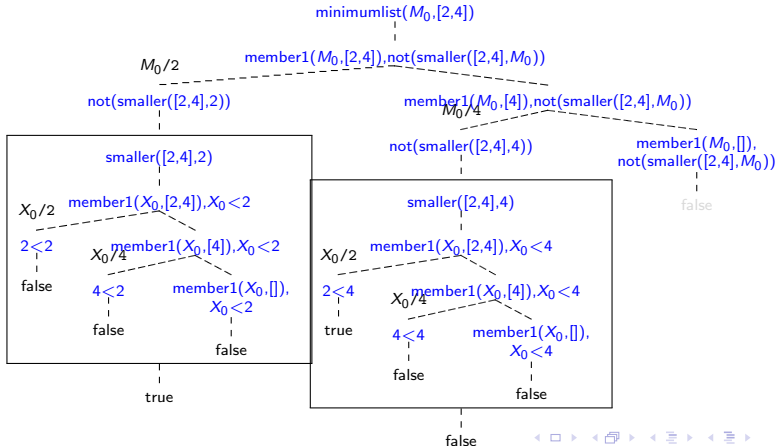 minimumlist(M₀,[2,4])
member1(M₀,[2,4]),not(smaller([2,4],M₀))
M₀/2
not(smaller([2,4],2))
member1(M₀,[4]),not(smaller([2,4],M₀))
M₀/4
not(smaller([2,4],4))
member1(M₀,[]),
not(smaller([2,4],M₀))
false
smaller([2,4],2)
member1(X₀,[2,4]),X₀<2
X₀/2
2<2
false
member1(X₀,[4]),X₀<2
X₀/4
4<2
false
member1(X₀,[]),
X₀<2
false
true
smaller([2,4],4)
member1(X₀,[2,4]),X₀<4
X₀/2
2<4
true
member1(X₀,[4]),X₀<4
X₀/4
4<4
false
member1(X₀,[]),
X₀<4
false
false